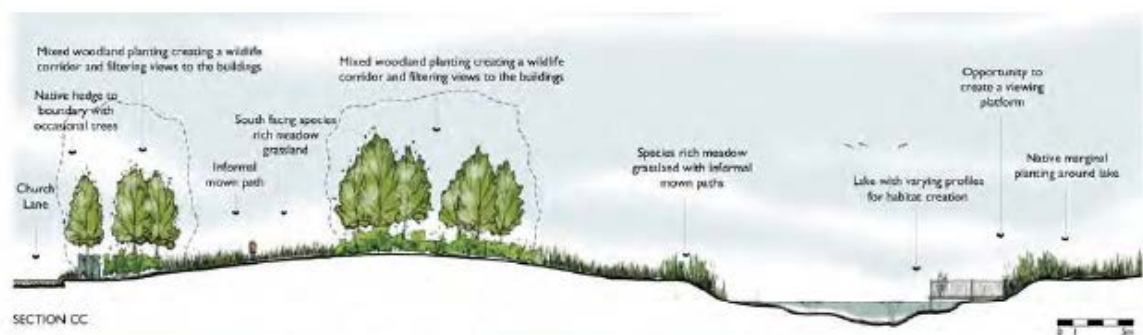 Mixed woodland planting creating a wildlife
corridor and filtering views to the buildings
Native hedge to
boundary with
occasional trees
Church
Lane
Informal
mown path
South facing species
rich meadow
grassland
Mixed woodland planting creating a wildlife
corridor and filtering views to the buildings
Species rich meadow
grassland with informal
mown paths
Lake with varying profiles
for habitat creation
Opportunity to
create a viewing
platform
Native marginal
planting around lake
SECTION CC